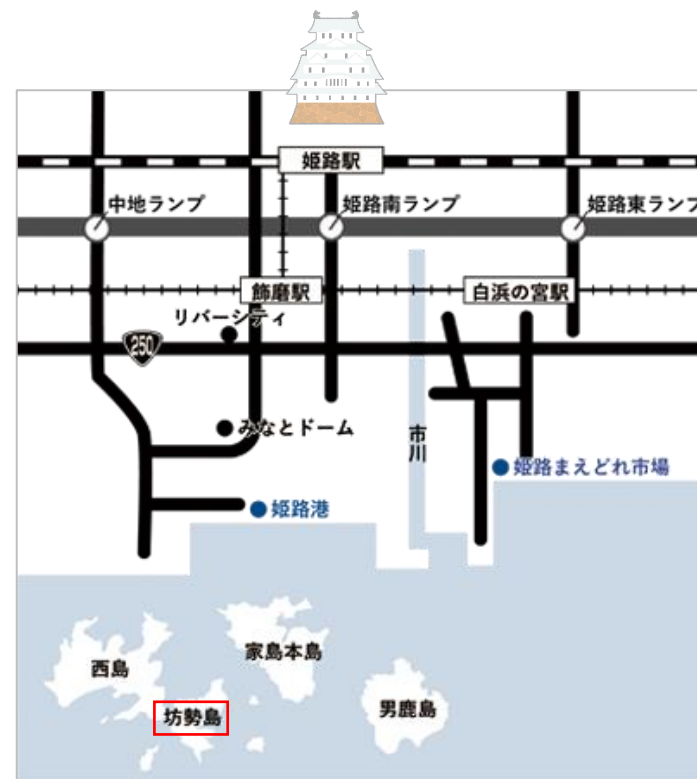 姫路駅
中地ランプ
姫路南ランプ
姫路東ランプ
飾磨駅
白浜の宮駅
リバーシティ
250
みなとドーム
市川
姫路まえどれ市場
姫路港
家島本島
西島
男鹿島
坊勢島